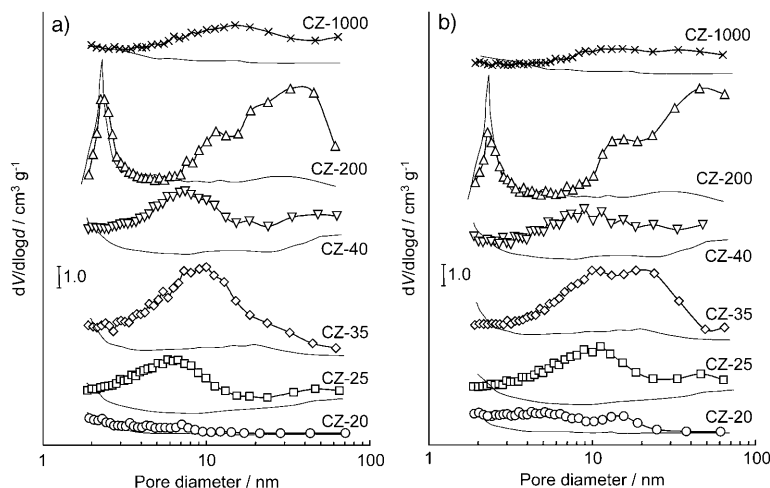 a)
CZ-1000
CZ-200
CZ-40
CZ-35
CZ-25
CZ-20
1.0
dV/dlogd / cm³ g⁻¹
1 10 100
Pore diameter / nm
b)
CZ-1000
CZ-200
CZ-40
CZ-35
CZ-25
CZ-20
1.0
dV/dlogd / cm³ g⁻¹
1 10 100
Pore diameter / nm